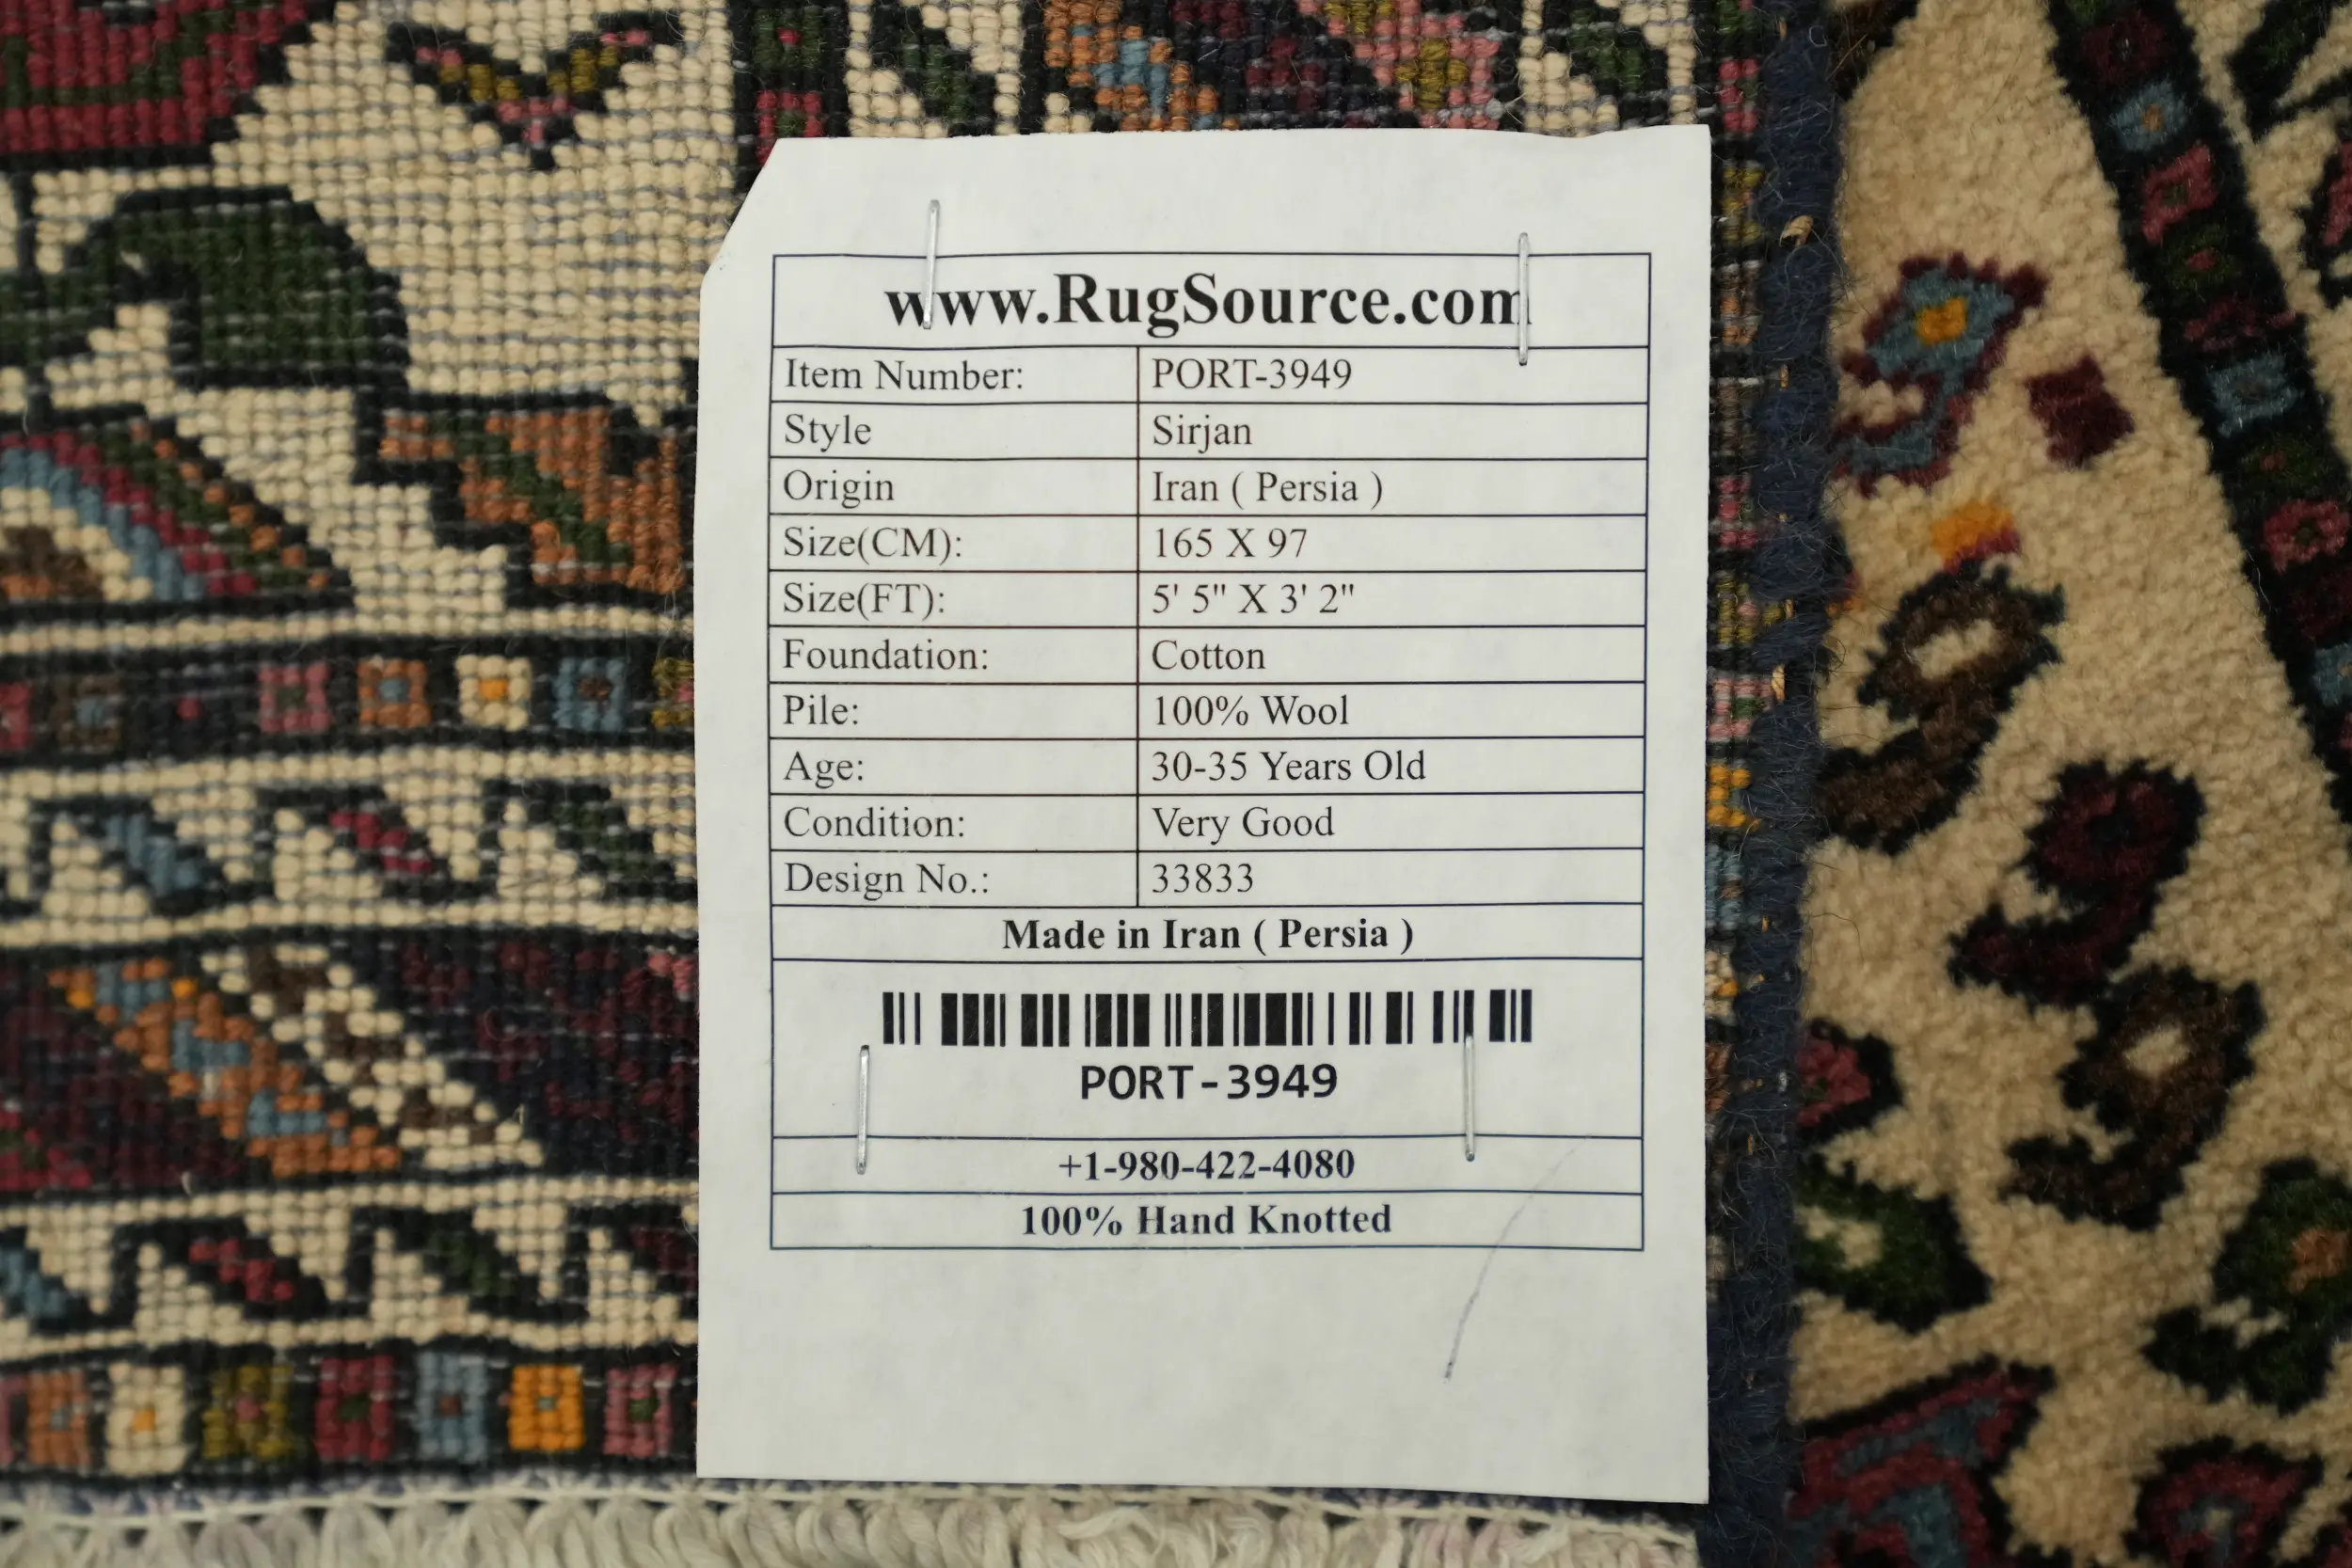 www.RugSource.com
Item Number: PORT-3949
Style Sirjan
Origin Iran ( Persia )
Size(CM): 165 X 97
Size(FT): 5' 5" X 3' 2"
Foundation: Cotton
Pile: 100% Wool
Age: 30-35 Years Old
Condition: Very Good
Design No.: 33833
Made in Iran ( Persia )
PORT-3949
+1-980-422-4080
100% Hand Knotted